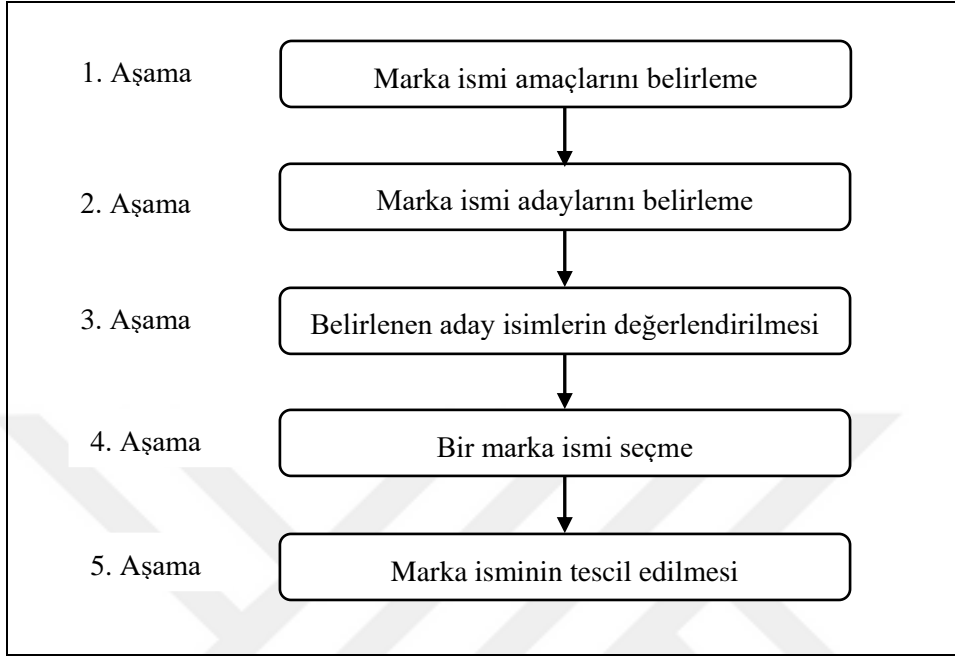 1. Aşama Marka ismi amaçlarını belirleme
2. Aşama Marka ismi adaylarını belirleme
3. Aşama Belirlenen aday isimlerin değerlendirilmesi
4. Aşama Bir marka ismi seçme
5. Aşama Marka isminin tescil edilmesi